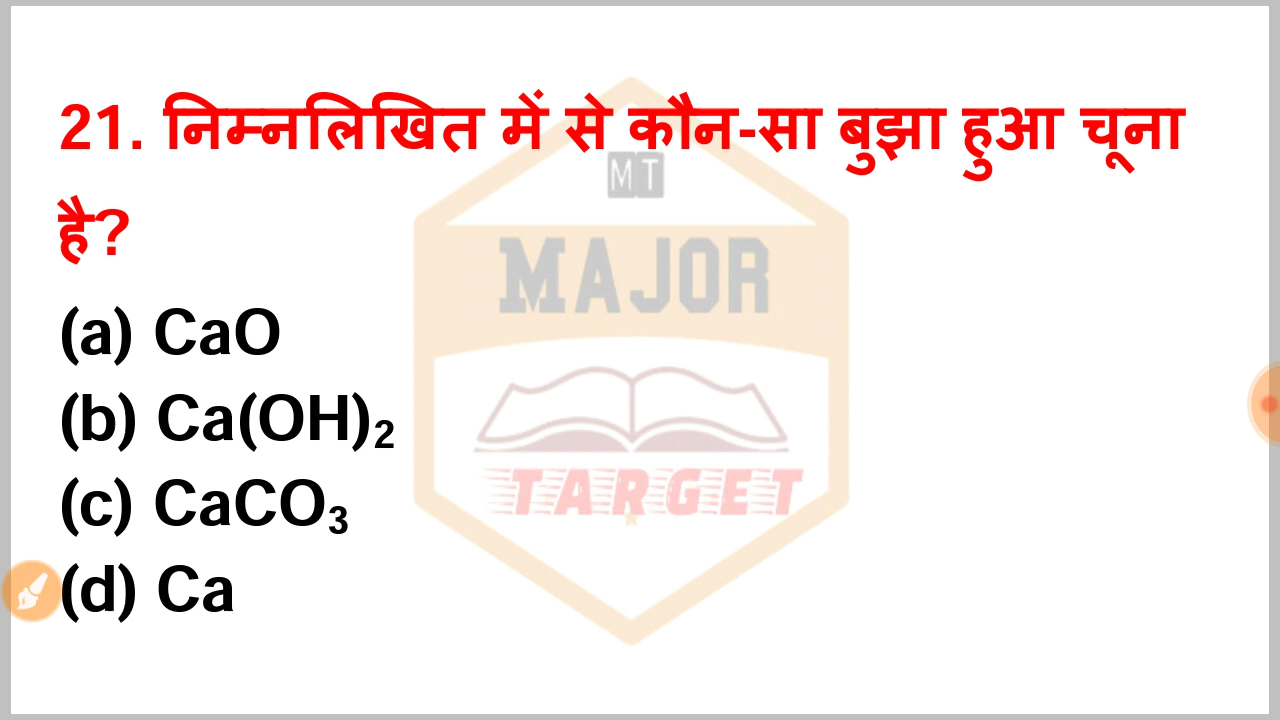 21. निम्नलिखित में से कौन-सा बुझा हुआ चूना
है?
(a) CaO
(b) Ca(OH)₂
(c) CaCO₃
(d) Ca
MT
MAJOR
TARGET